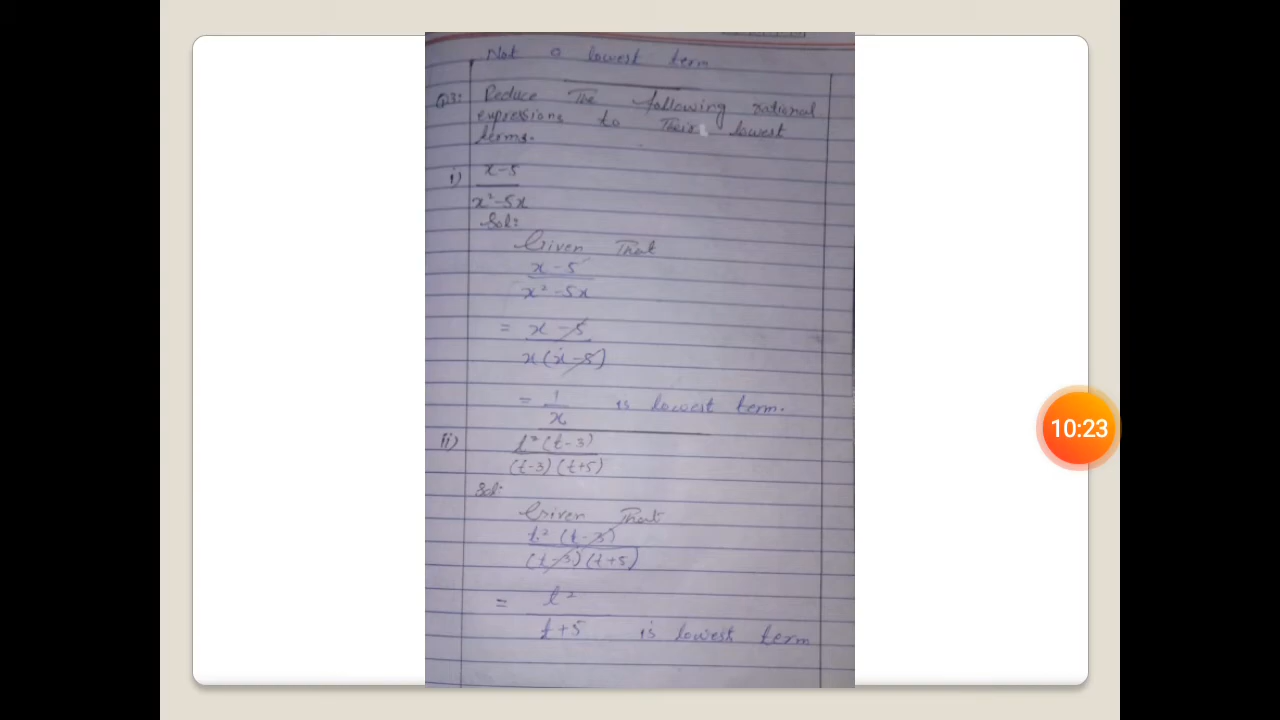 Not o lowest term
Q3: Reduce The following rational
expressions to Their lowest
terms.
i) x-5
x²-5x
Sol:
Given That
x-5
x²-5x
= x-5
x(x-5)
= 1 is lowest term.
x
ii) t²(t-3)
(t-3)(t+5)
Sol:
Given That
t²(t-3)
(t-3)(t+5)
= t²
t+5 is lowest term
10:23